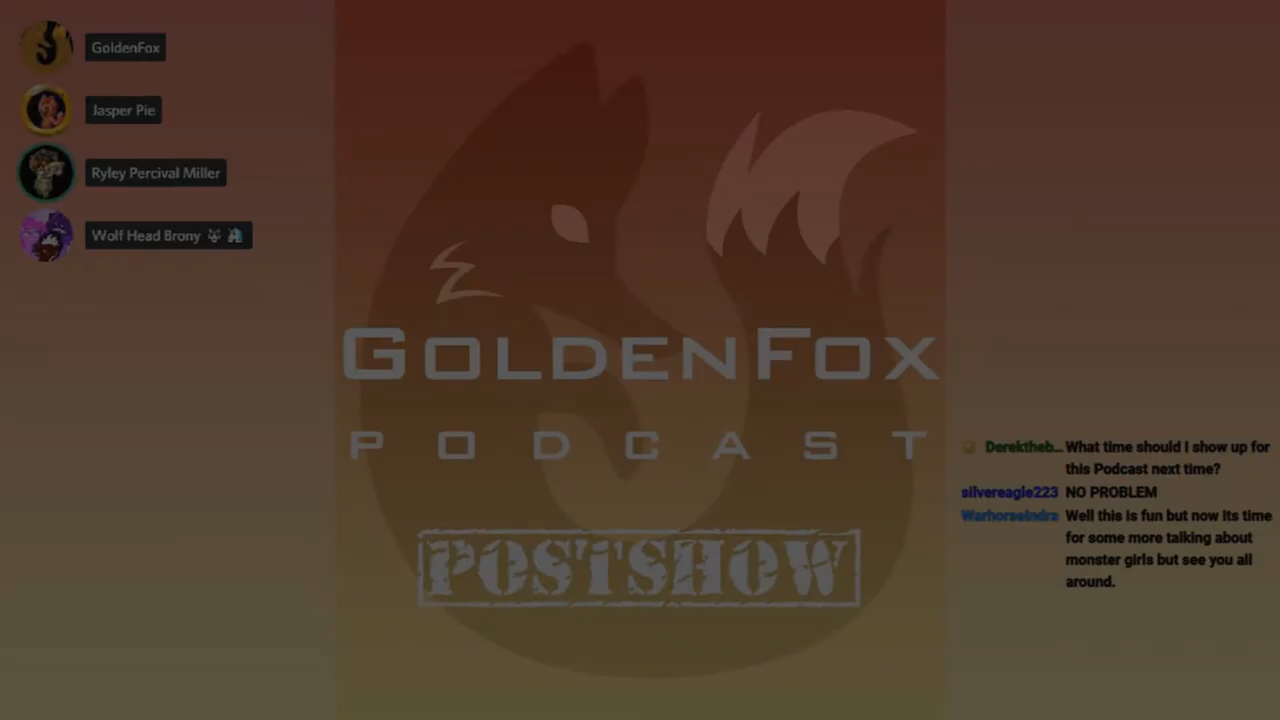 GoldenFox
Jasper Pie
Ryley Percival Miller
Wolf Head Brony
GOLDENFOX
PODCAST
POSTSHOW
Derektheb… What time should I show up for
this Podcast next time?
silvereagle223 NO PROBLEM
WarhorseIndra Well this is fun but now its time
for some more talking about
monster girls but see you all
around.